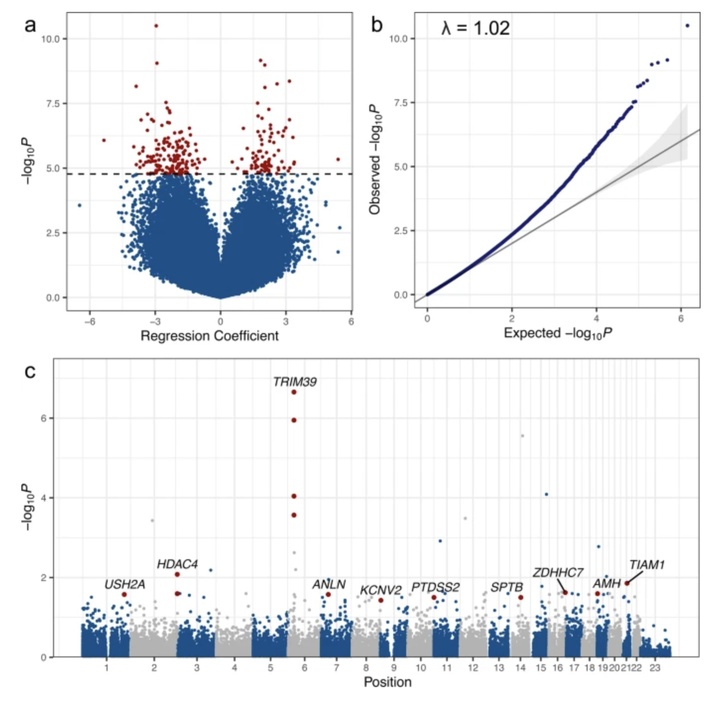 a
b
λ = 1.02
10.0
7.5
5.0
2.5
0.0
−log₁₀P
−6
−3
0
3
6
Regression Coefficient
10.0
7.5
5.0
2.5
0.0
Observed −log₁₀P
0
2
4
6
Expected −log₁₀P
c
TRIM39
HDAC4
USH2A
ANLN
KCNV2
PTDSS2
SPTB
ZDHHC7
AMH
TIAM1
6
4
2
0
−log₁₀P
1 2 3 4 5 6 7 8 9 10 11 12 13 14 15 16 17 18 19 20 21 22 23
Position